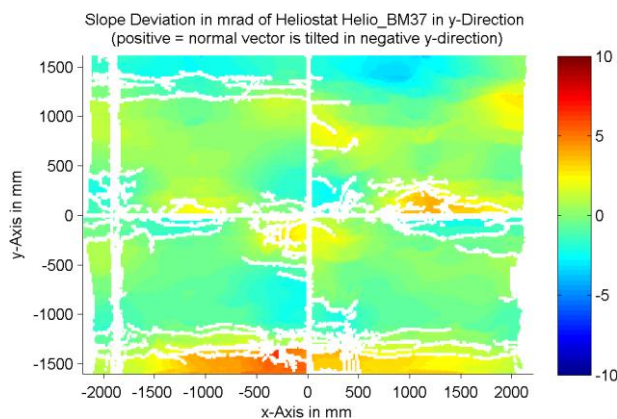 Slope Deviation in mrad of Heliostat Helio_BM37 in y-Direction
(positive = normal vector is tilted in negative y-direction)
y-Axis in mm
1500
1000
500
0
-500
-1000
-1500
-2000 -1500 -1000 -500 0 500 1000 1500 2000
x-Axis in mm
10
5
0
-5
-10